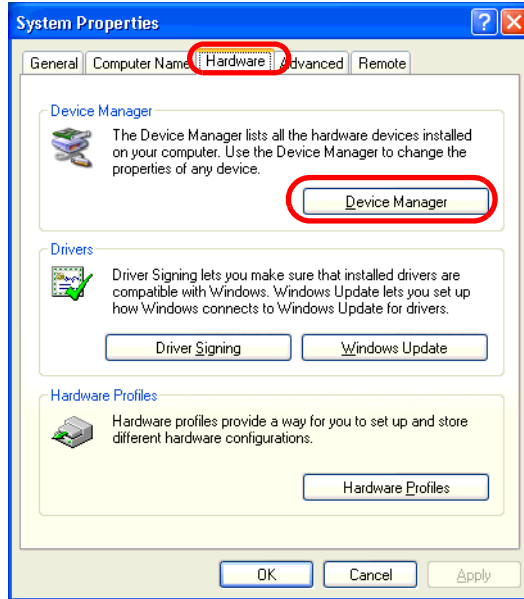 System Properties
General Computer Name Hardware Advanced Remote
Device Manager
The Device Manager lists all the hardware devices installed
on your computer. Use the Device Manager to change the
properties of any device.
Device Manager
Drivers
Driver Signing lets you make sure that installed drivers are
compatible with Windows. Windows Update lets you set up
how Windows connects to Windows Update for drivers.
Driver Signing Windows Update
Hardware Profiles
Hardware profiles provide a way for you to set up and store
different hardware configurations.
Hardware Profiles
OK Cancel Apply